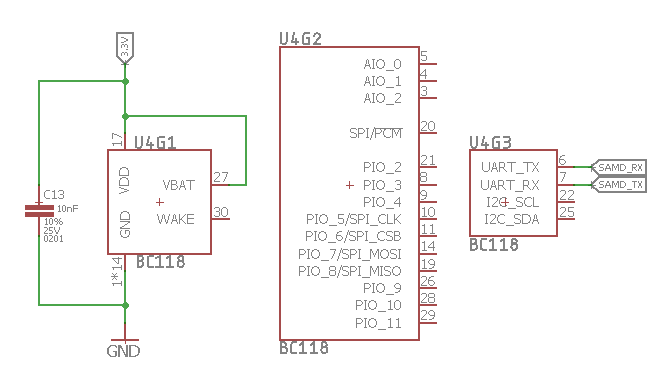 3.3V
U4G1
17
VDD
VBAT
27
WAKE
30
GND
BC118
1*14
GND
C13
10nF
10%
25V
0201
U4G2
AIO_0
5
AIO_1
4
AIO_2
3
SPI/PCM
20
PIO_2
21
PIO_3
8
PIO_4
9
PIO_5/SPI_CLK
10
PIO_6/SPI_CSB
11
PIO_7/SPI_MOSI
14
PIO_8/SPI_MISO
19
PIO_9
26
PIO_10
28
PIO_11
29
BC118
U4G3
UART_TX
6
SAMD_RX
UART_RX
7
SAMD_TX
I2C_SCL
22
I2C_SDA
25
BC118